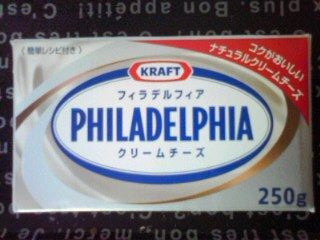 〈簡単レシピ付き〉
コクがおいしい
ナチュラルクリームチーズ
KRAFT
フィラデルフィア
PHILADELPHIA
クリームチーズ
250g